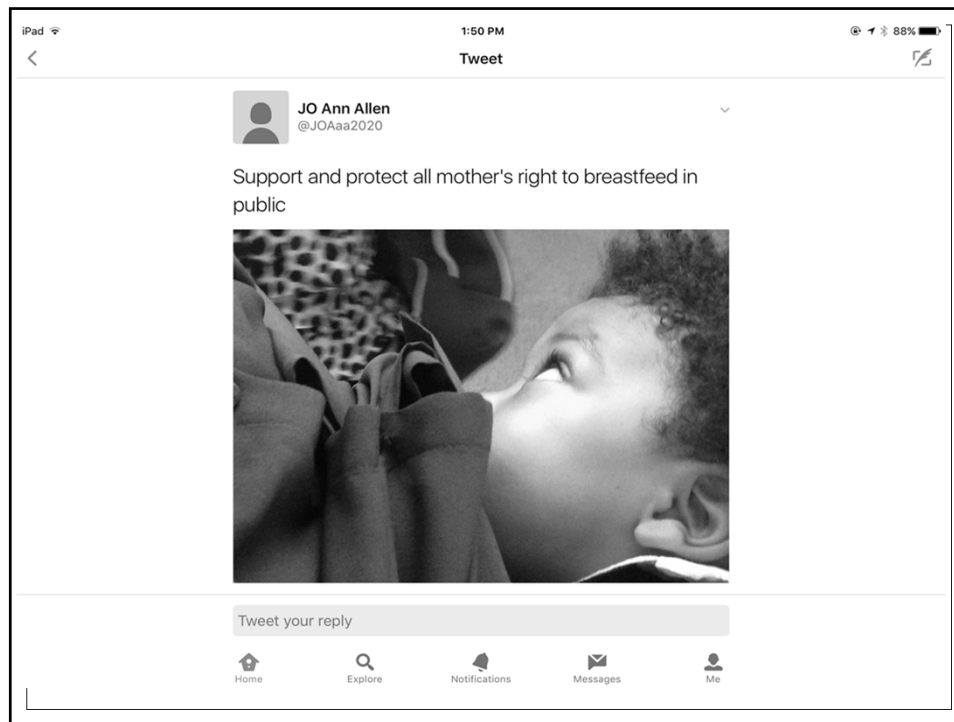 iPad 1:50 PM 88%
Tweet
JO Ann Allen
@JOAaa2020
Support and protect all mother's right to breastfeed in
public
Tweet your reply
Home Explore Notifications Messages Me